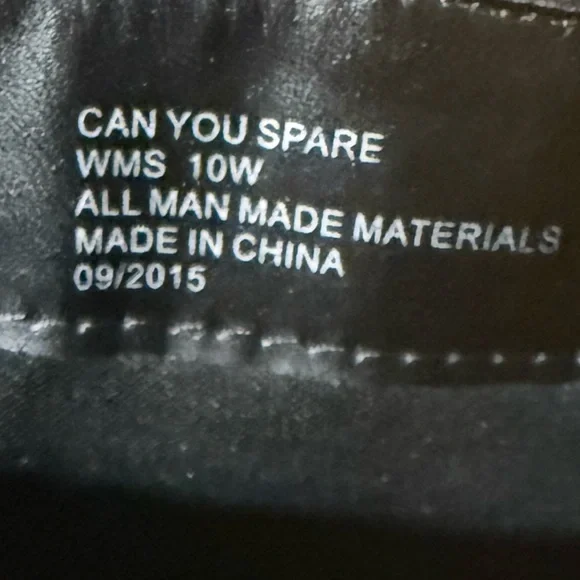 CAN YOU SPARE
WMS 10W
ALL MAN MADE MATERIALS
MADE IN CHINA
09/2015